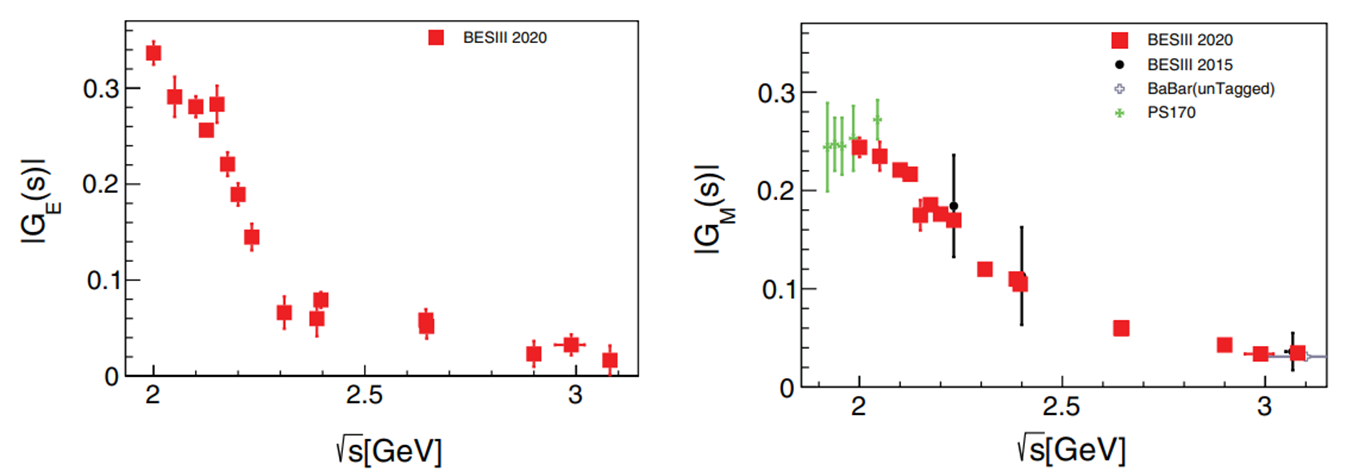 BESIII 2020
|G_E(s)|
0.3
0.2
0.1
0
2
2.5
3
√s[GeV]
BESIII 2020
BESIII 2015
BaBar(unTagged)
PS170
|G_M(s)|
0.3
0.2
0.1
0
2
2.5
3
√s[GeV]